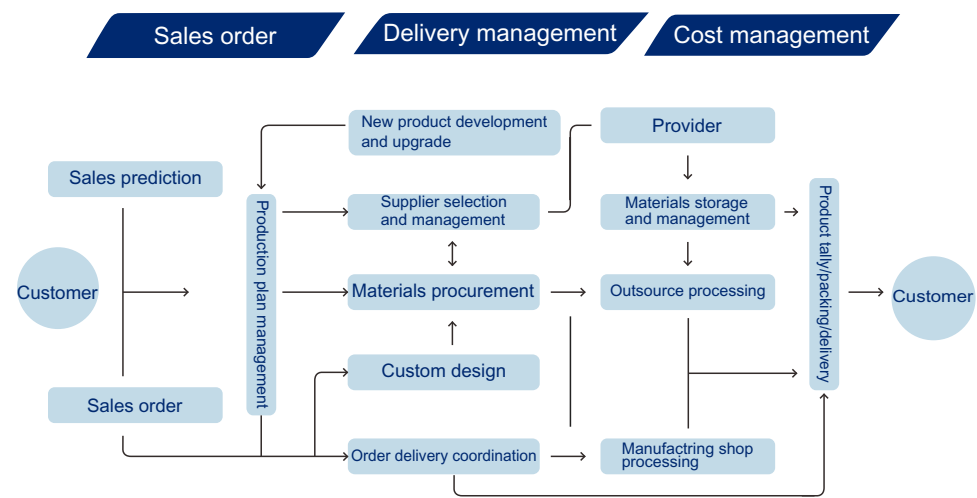 Sales order
Delivery management
Cost management
New product development
and upgrade
Provider
Sales prediction
Supplier selection
and management
Materials storage
and management
Production plan management
Product tally/packing/delivery
Customer
Materials procurement
Outsource processing
Customer
Custom design
Sales order
Order delivery coordination
Manufactring shop
processing